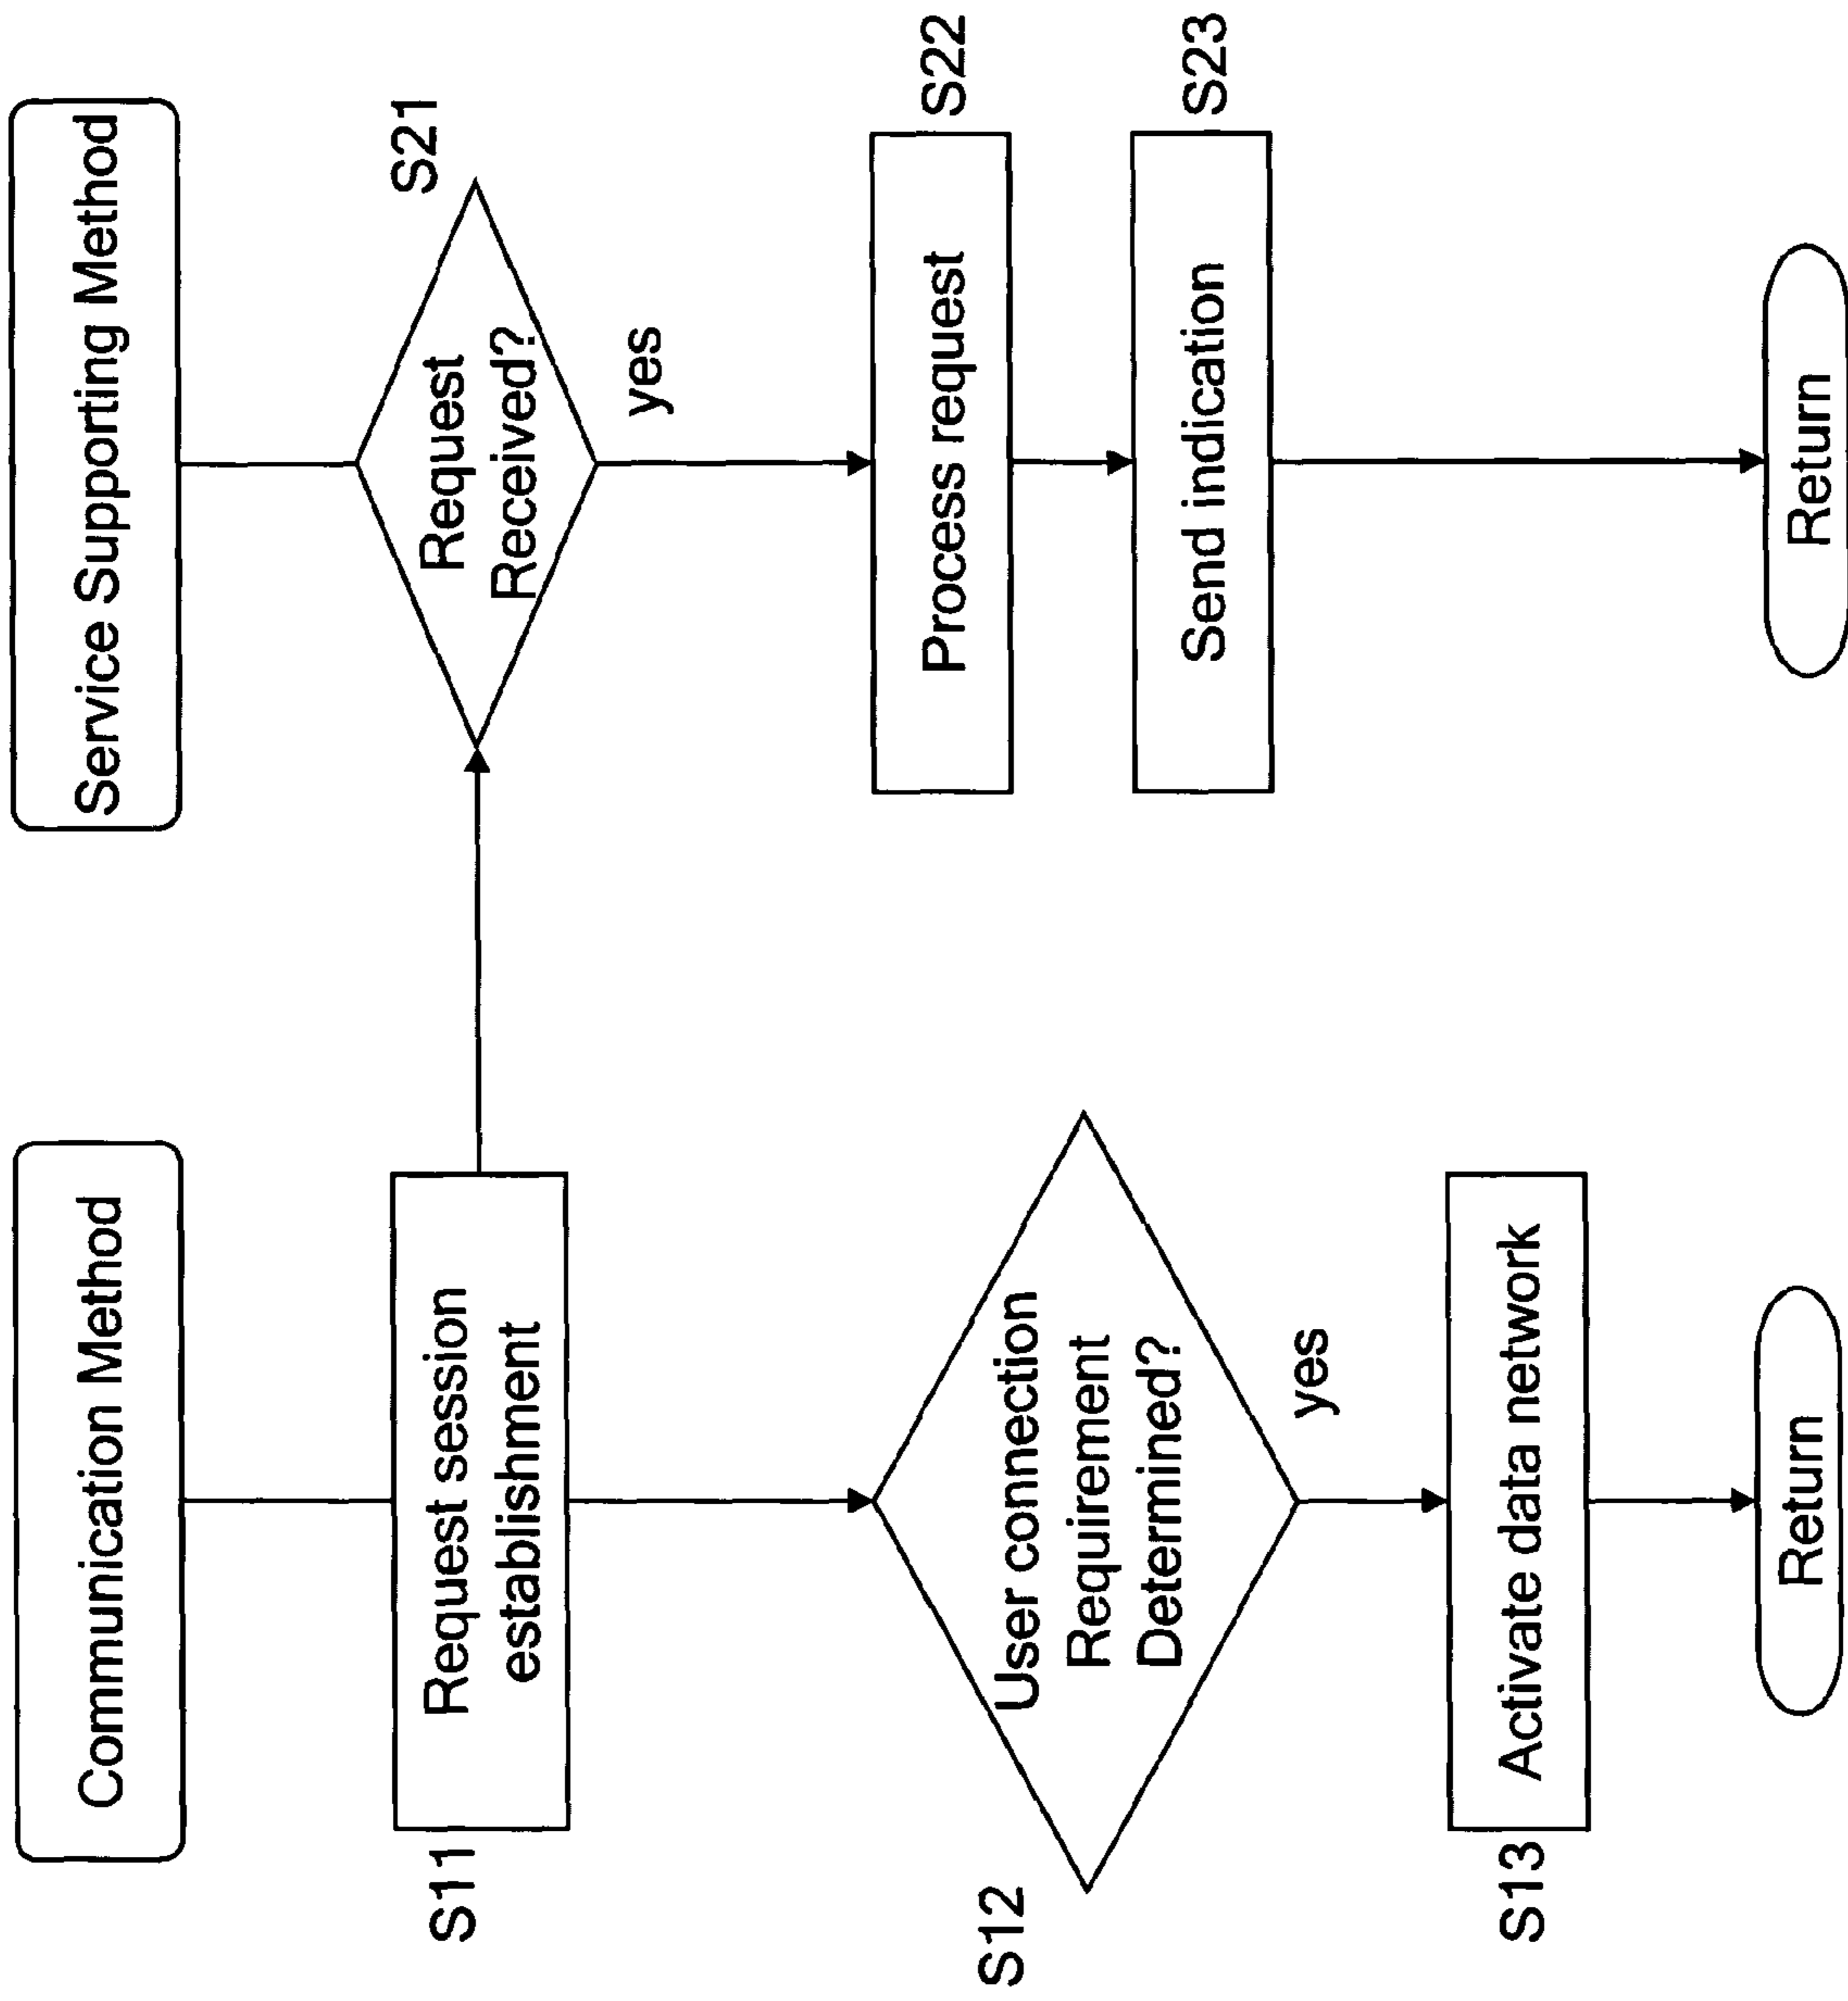 Communication Method
S11
Request session
establishment
S12
User connection
Requirement
Determined?
yes
S13
Activate data network
Return
Service Supporting Method
S21
Request
Received?
yes
Process request
S22
Send indication
S23
Return